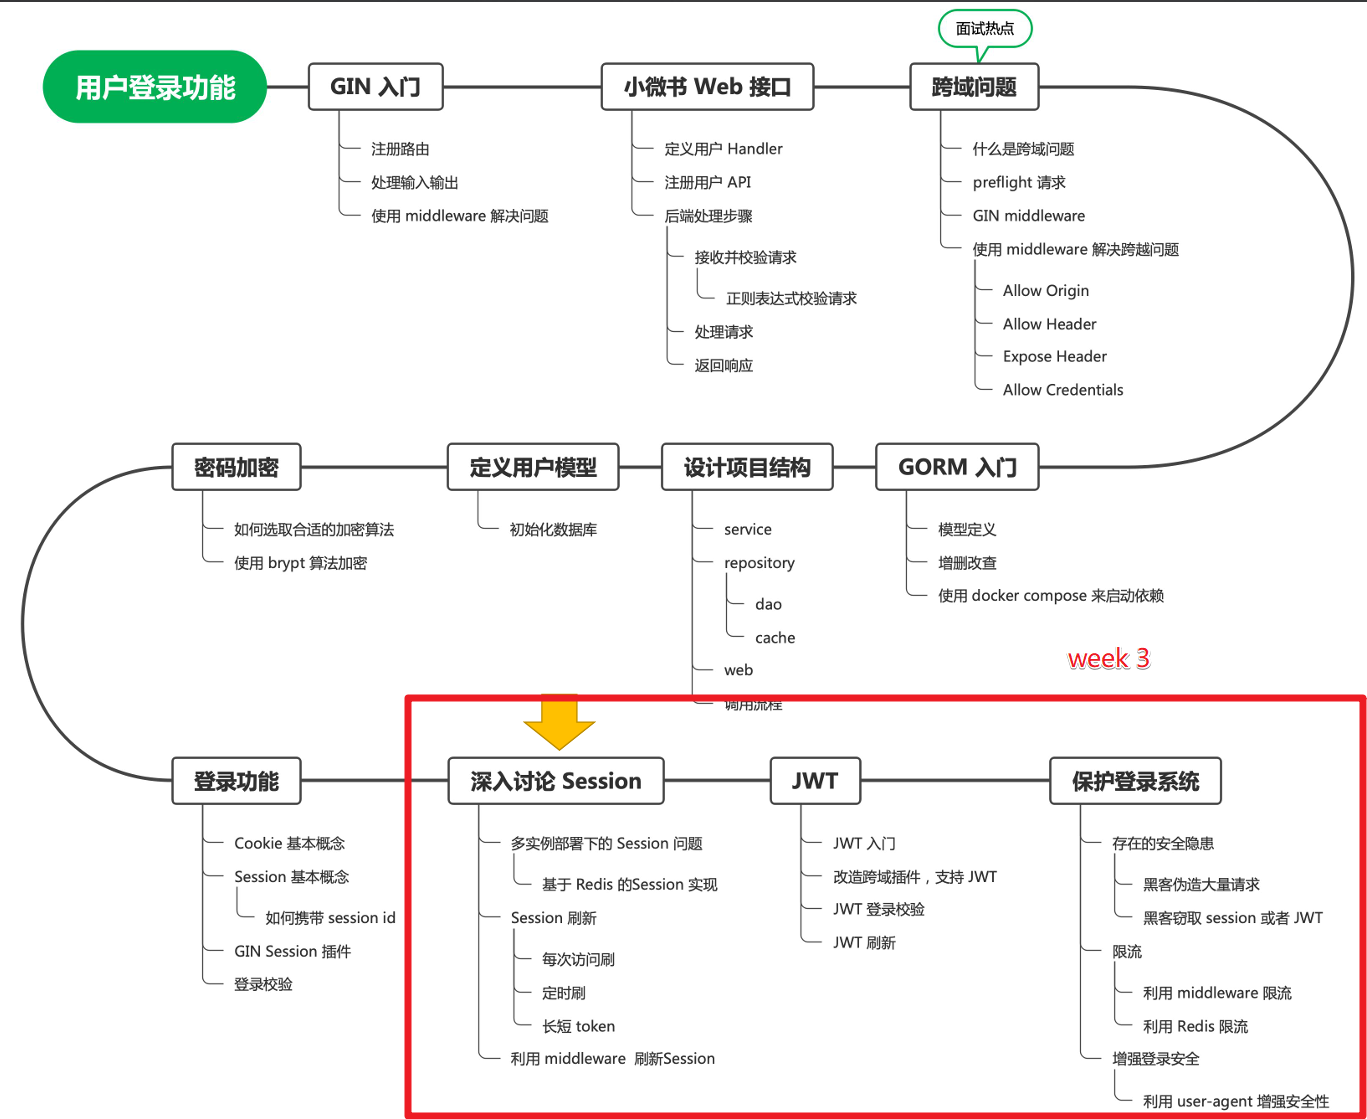 面试热点
用户登录功能
GIN 入门
注册路由
处理输入输出
使用 middleware 解决问题
小微书 Web 接口
定义用户 Handler
注册用户 API
后端处理步骤
接收并校验请求
正则表达式校验请求
处理请求
返回响应
跨域问题
什么是跨域问题
preflight 请求
GIN middleware
使用 middleware 解决跨越问题
Allow Origin
Allow Header
Expose Header
Allow Credentials
GORM 入门
模型定义
增删改查
使用 docker compose 来启动依赖
设计项目结构
service
repository
dao
cache
web
调用流程
定义用户模型
初始化数据库
密码加密
如何选取合适的加密算法
使用 brypt 算法加密
week 3
登录功能
Cookie 基本概念
Session 基本概念
如何携带 session id
GIN Session 插件
登录校验
深入讨论 Session
多实例部署下的 Session 问题
基于 Redis 的Session 实现
Session 刷新
每次访问刷
定时刷
长短 token
利用 middleware 刷新Session
JWT
JWT 入门
改造跨域插件，支持 JWT
JWT 登录校验
JWT 刷新
保护登录系统
存在的安全隐患
黑客伪造大量请求
黑客窃取 session 或者 JWT
限流
利用 middleware 限流
利用 Redis 限流
增强登录安全
利用 user-agent 增强安全性